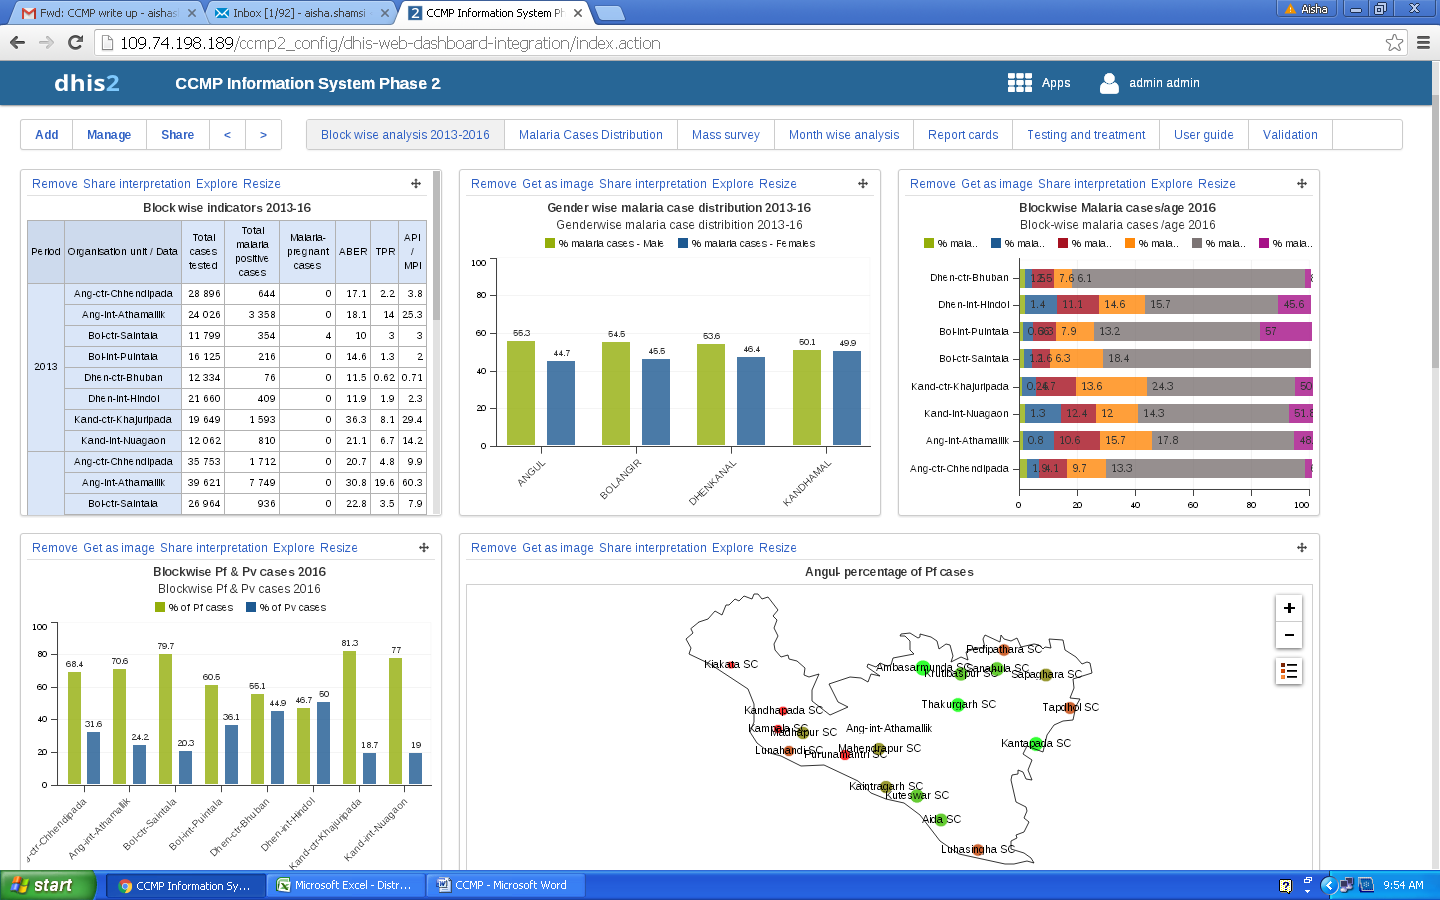 Fwd: CCMP write up - aishas
Inbox [1/92] - aisha.shamsi
CCMP Information System Ph
Aisha
109.74.198.189/ccmp2_config/dhis-web-dashboard-integration/index.action
dhis2
CCMP Information System Phase 2
Apps
admin admin
Add Manage Share < >
Block wise analysis 2013-2016 Malaria Cases Distribution Mass survey Month wise analysis Report cards Testing and treatment User guide Validation
Remove Share interpretation Explore Resize
Block wise indicators 2013-16
Period Organisation unit / Data Total cases tested Total malaria positive cases Malaria-pregnant cases ABER TPR API / MPI
2013
Ang-ctr-Chhendipada 28 896 644 0 17.1 2.2 3.8
Ang-int-Athamallik 24 026 3 358 0 18.1 14 25.3
Bol-ctr-Saintala 11 799 354 4 10 3 3
Bol-int-Puintala 16 125 216 0 14.6 1.3 2
Dhen-ctr-Bhuban 12 334 76 0 11.5 0.62 0.71
Dhen-int-Hindol 21 660 409 0 11.9 1.9 2.3
Kand-ctr-Khajuripada 19 649 1 593 0 36.3 8.1 29.4
Kand-int-Nuagaon 12 062 810 0 21.1 6.7 14.2
Ang-ctr-Chhendipada 35 753 1 712 0 20.7 4.8 9.9
Ang-int-Athamallik 39 621 7 749 0 30.8 19.6 60.3
Bol-ctr-Saintala 26 964 936 0 22.8 3.5 7.9
Remove Get as image Share interpretation Explore Resize
Gender wise malaria case distribution 2013-16
Genderwise malaria case distribition 2013-16
% malaria cases - Male % malaria cases - Females
100
80
60
40
20
0
55.3 44.7 54.5 45.5 53.6 46.4 50.1 49.9
ANGUL BOLANGIR DHENKANAL KANDHAMAL
Remove Get as image Share interpretation Explore Resize
Blockwise Malaria cases/age 2016
Block-wise malaria cases /age 2016
% mala.. % mala.. % mala.. % mala.. % mala.. % mala..
Dhen-ctr-Bhuban 7.6 6.1
Dhen-int-Hindol 1.4 11.1 14.6 15.7 45.6
Bol-int-Puintala 7.9 13.2 57
Bol-ctr-Saintala 6.3 18.4
Kand-ctr-Khajuripada 13.6 24.3 50
Kand-int-Nuagaon 1.3 12.4 12 14.3 51.8
Ang-int-Athamallik 0.8 10.6 15.7 17.8 48
Ang-ctr-Chhendipada 9.7 13.3
0 20 40 60 80 100
Remove Get as image Share interpretation Explore Resize
Blockwise Pf & Pv cases 2016
Blockwise Pf & Pv cases 2016
% of Pf cases % of Pv cases
100
80
60
40
20
0
68.4 31.6 70.6 24.2 79.7 20.3 60.5 36.1 55.1 44.9 46.7 50 81.3 18.7 77 19
g-ctr-Chhendipada Ang-int-Athamallik Bol-ctr-Saintala Bol-int-Puintala Dhen-ctr-Bhuban Dhen-int-Hindol Kand-ctr-Khajuripada Kand-int-Nuagaon
Remove Get as image Share interpretation Explore Resize
Angul- percentage of Pf cases
+
−
Pedipathara SC
Kiakata SC
Ambasarmunda SC
Sanahula SC
Krutibaspur SC
Sapaghara SC
Thakurgarh SC
Tapdhol SC
Kandhapada SC
Kampala SC
Madhapur SC
Ang-int-Athamallik
Kantapada SC
Lunahandi SC
Mahendrapur SC
Purunamantri SC
Kaintragarh SC
Kuteswar SC
Aida SC
Luhasingha SC
start
CCMP Information Sy...
Microsoft Excel - Distr...
CCMP - Microsoft Word
9:54 AM